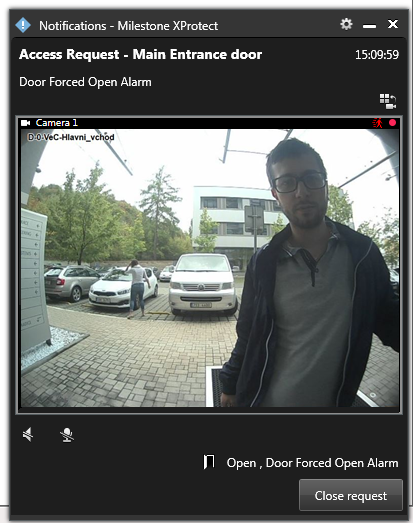 Notifications - Milestone XProtect
Access Request - Main Entrance door
15:09:59
Door Forced Open Alarm
Camera 1
D-0-VeC-Hlavni_vchod
Open , Door Forced Open Alarm
Close request